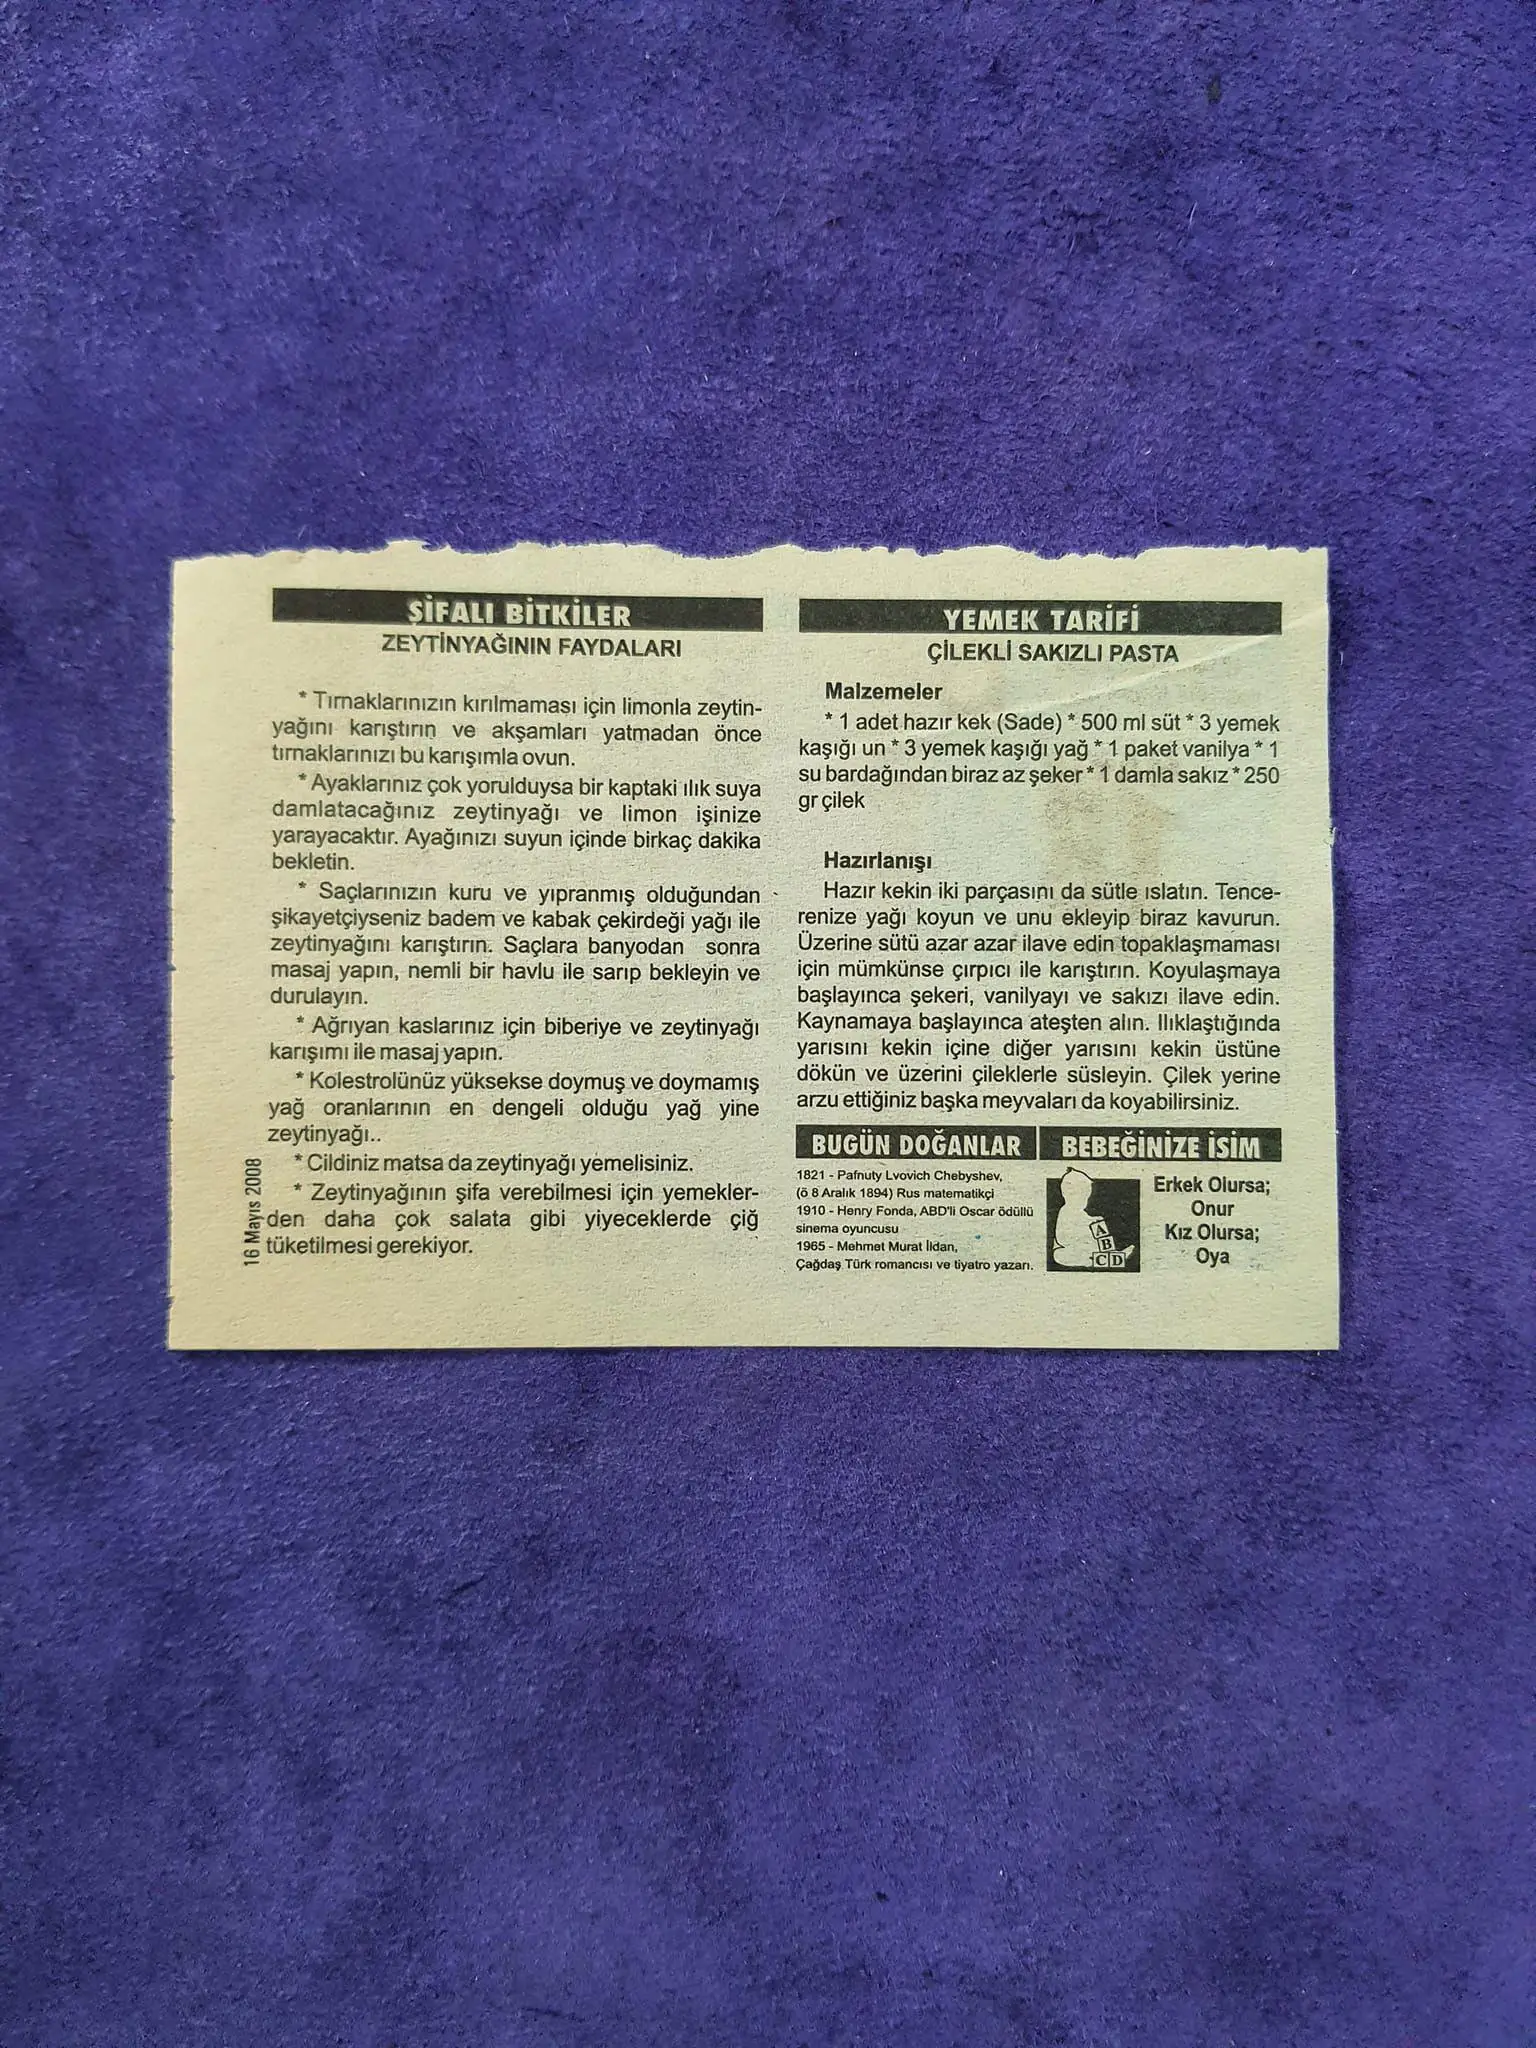 ŞİFALI BİTKİLER
ZEYTİNYAĞININ FAYDALARI
* Tırnaklarınızın kırılmaması için limonla zeytin-
yağını karıştırın ve akşamları yatmadan önce
tırnaklarınızı bu karışımla ovun.
* Ayaklarınız çok yorulduysa bir kaptaki ılık suya
damlatacağınız zeytinyağı ve limon işinize
yarayacaktır. Ayağınızı suyun içinde birkaç dakika
bekletin.
* Saçlarınızın kuru ve yıpranmış olduğundan
şikayetçiyseniz badem ve kabak çekirdeği yağı ile
zeytinyağını karıştırın. Saçlara banyodan sonra
masaj yapın, nemli bir havlu ile sarıp bekleyin ve
durulayın.
* Ağrıyan kaslarınız için biberiye ve zeytinyağı
karışımı ile masaj yapın.
* Kolestrolünüz yüksekse doymuş ve doymamış
yağ oranlarının en dengeli olduğu yağ yine
zeytinyağı..
* Cildiniz matsa da zeytinyağı yemelisiniz.
* Zeytinyağının şifa verebilmesi için yemekler-
den daha çok salata gibi yiyeceklerde çiğ
tüketilmesi gerekiyor.
16 Mayıs 2008
YEMEK TARİFİ
ÇİLEKLİ SAKIZLI PASTA
Malzemeler
* 1 adet hazır kek (Sade) * 500 ml süt * 3 yemek
kaşığı un * 3 yemek kaşığı yağ * 1 paket vanilya * 1
su bardağından biraz az şeker * 1 damla sakız * 250
gr çilek
Hazırlanışı
Hazır kekin iki parçasını da sütle ıslatın. Tence-
renize yağı koyun ve unu ekleyip biraz kavurun.
Üzerine sütü azar azar ilave edin topaklaşmaması
için mümkünse çırpıcı ile karıştırın. Koyulaşmaya
başlayınca şekeri, vanilyayı ve sakızı ilave edin.
Kaynamaya başlayınca ateşten alın. Ilıklaştığında
yarısını kekin içine diğer yarısını kekin üstüne
dökün ve üzerini çileklerle süsleyin. Çilek yerine
arzu ettiğiniz başka meyvaları da koyabilirsiniz.
BUGÜN DOĞANLAR
1821 - Pafnuty Lvovich Chebyshev,
(ö 8 Aralık 1894) Rus matematikçi
1910 - Henry Fonda, ABD'li Oscar ödüllü
sinema oyuncusu
1965 - Mehmet Murat İldan,
Çağdaş Türk romancısı ve tiyatro yazarı.
BEBEĞİNİZE İSİM
A
B
C D
Erkek Olursa;
Onur
Kız Olursa;
Oya